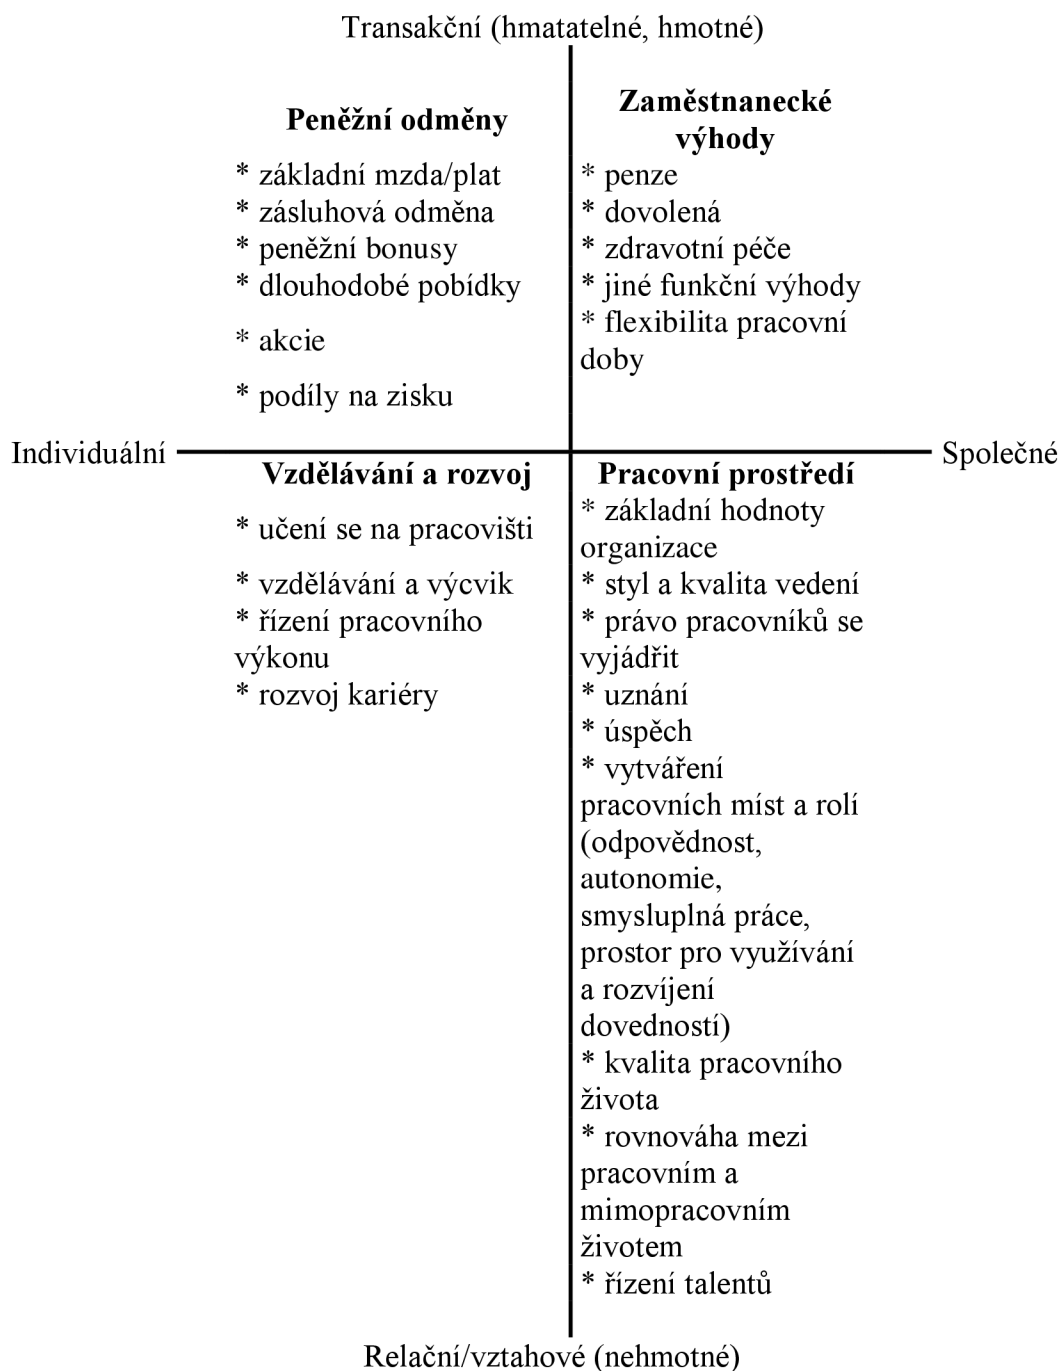 Transakční (hmatatelné, hmotné)
Peněžní odměny
* základní mzda/plat
* zásluhová odměna
* peněžní bonusy
* dlouhodobé pobídky
* akcie
* podíly na zisku
Zaměstnanecké
výhody
* penze
* dovolená
* zdravotní péče
* jiné funkční výhody
* flexibilita pracovní
doby
Individuální
Společné
Vzdělávání a rozvoj
* učení se na pracovišti
* vzdělávání a výcvik
* řízení pracovního
výkonu
* rozvoj kariéry
Pracovní prostředí
* základní hodnoty
organizace
* styl a kvalita vedení
* právo pracovníků se
vyjádřit
* uznání
* úspěch
* vytváření
pracovních míst a rolí
(odpovědnost,
autonomie,
smysluplná práce,
prostor pro využívání
a rozvíjení
dovedností)
* kvalita pracovního
života
* rovnováha mezi
pracovním a
mimopracovním
životem
* řízení talentů
Relační/vztahové (nehmotné)